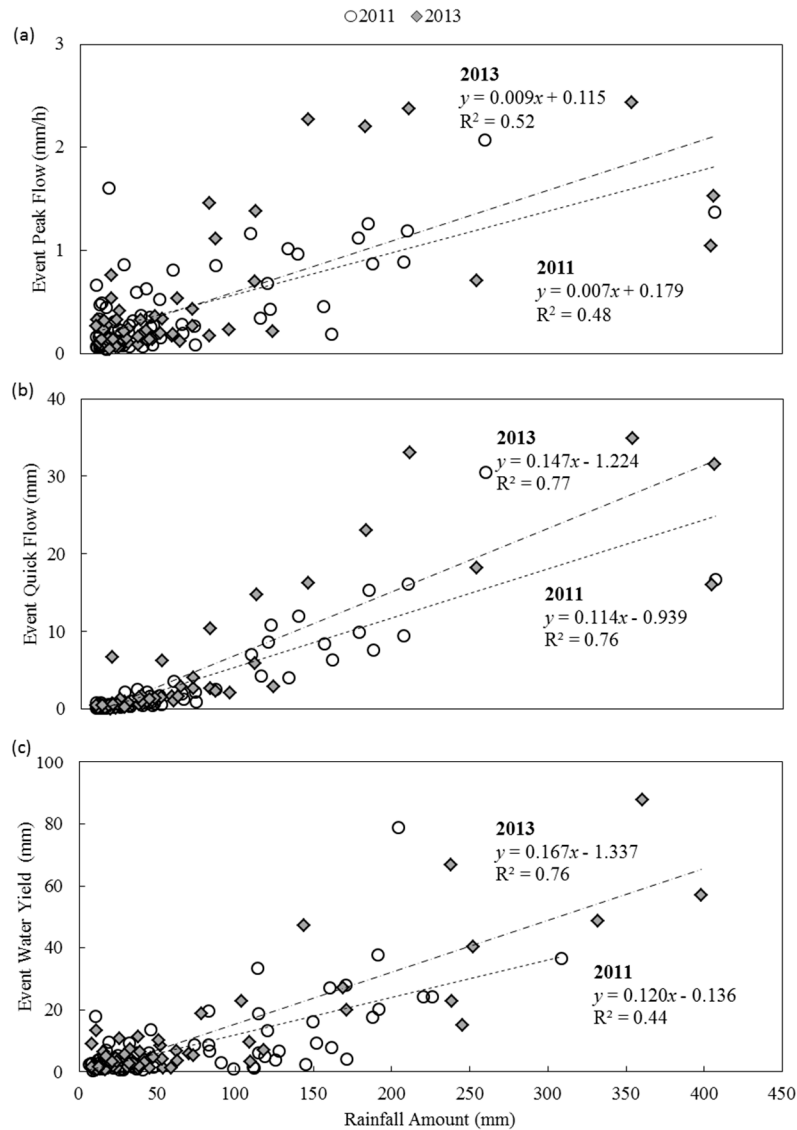 2011 2013
(a)
3
2
1
0
Event Peak Flow (mm/h)
2013
y = 0.009x + 0.115
R² = 0.52
2011
y = 0.007x + 0.179
R² = 0.48
(b)
40
30
20
10
0
Event Quick Flow (mm)
2013
y = 0.147x - 1.224
R² = 0.77
2011
y = 0.114x - 0.939
R² = 0.76
(c)
100
80
60
40
20
0
Event Water Yield (mm)
2013
y = 0.167x - 1.337
R² = 0.76
2011
y = 0.120x - 0.136
R² = 0.44
0 50 100 150 200 250 300 350 400 450
Rainfall Amount (mm)